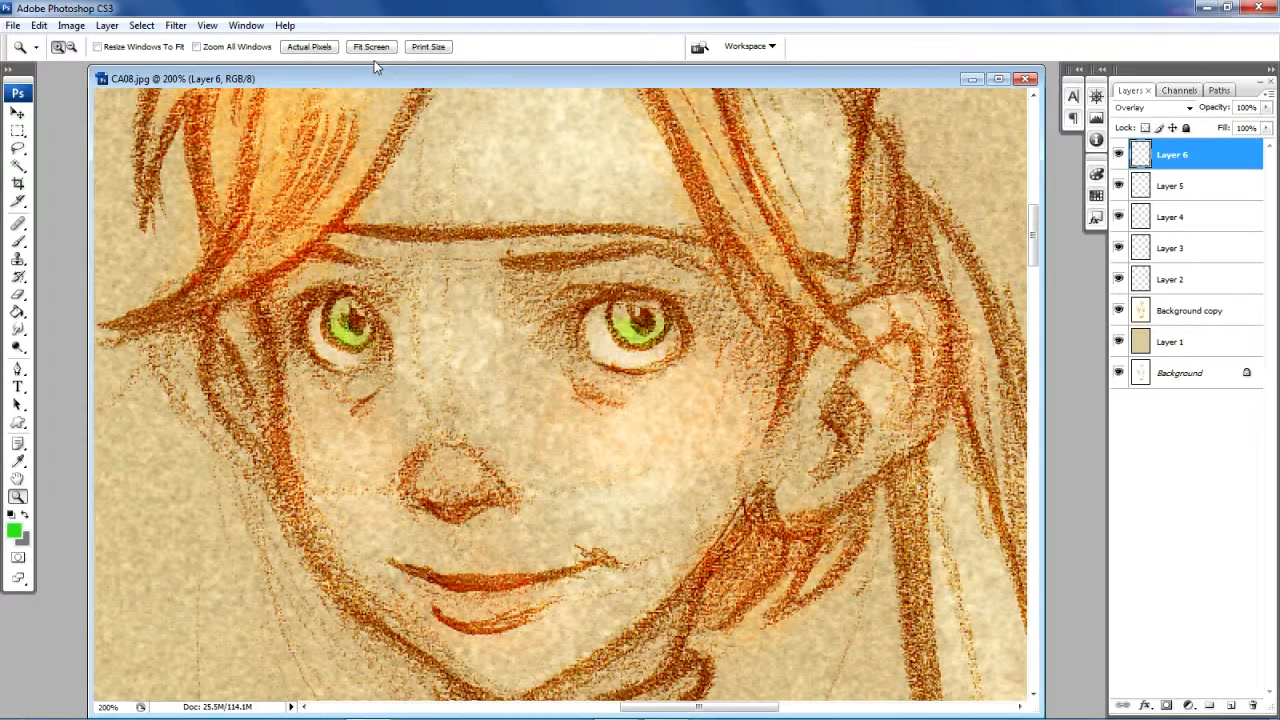 Ps Adobe Photoshop CS3
File Edit Image Layer Select Filter View Window Help
Resize Windows To Fit Zoom All Windows Actual Pixels Fit Screen Print Size Workspace
CA08.jpg @ 200% (Layer 6, RGB/8)
Ps
Layers Channels Paths
Overlay Opacity: 100%
Lock: Fill: 100%
Layer 6
Layer 5
Layer 4
Layer 3
Layer 2
Background copy
Layer 1
Background
T
200% Doc: 25.5M/114.1M